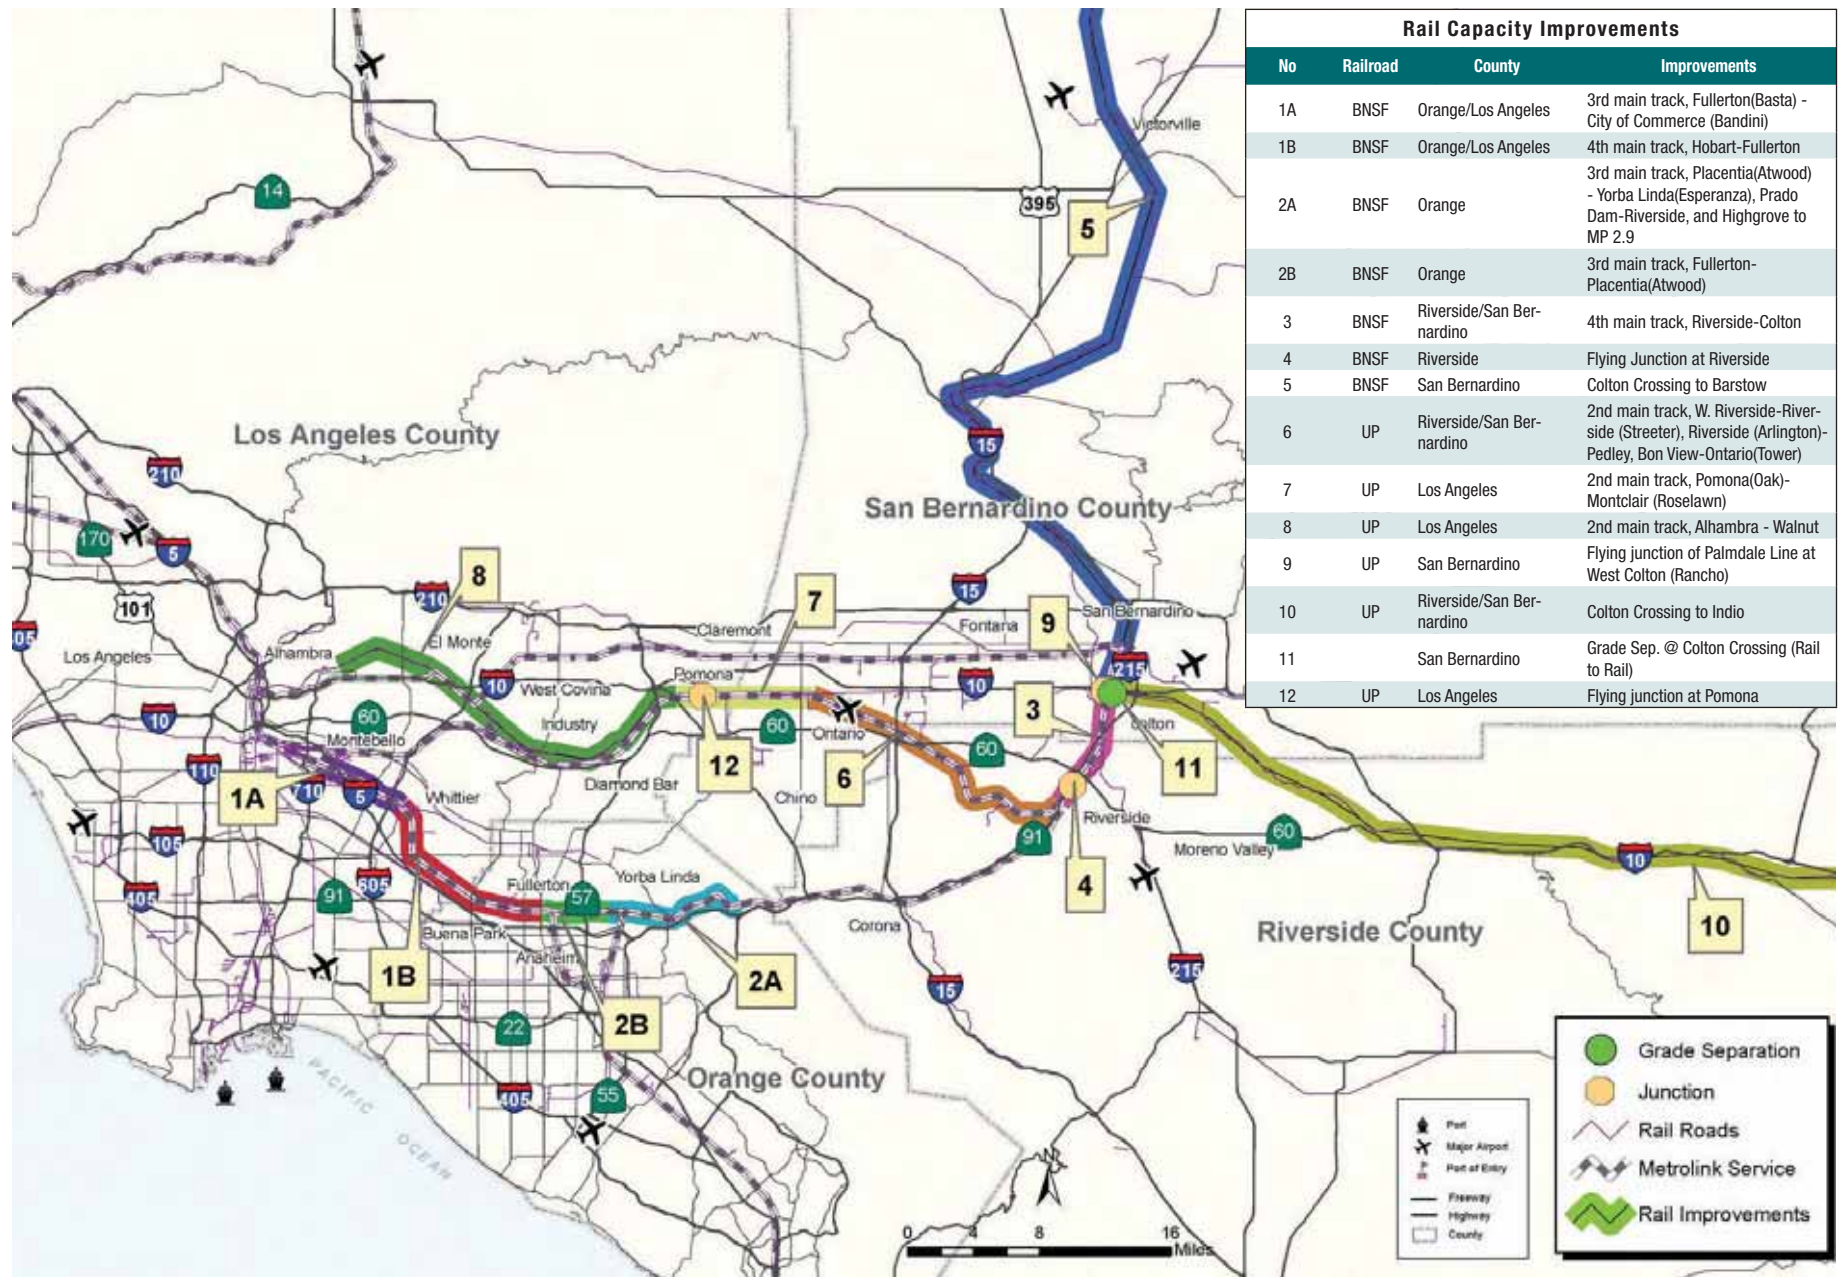 Rail Capacity Improvements
No Railroad County Improvements
1A BNSF Orange/Los Angeles 3rd main track, Fullerton(Basta) -
City of Commerce (Bandini)
1B BNSF Orange/Los Angeles 4th main track, Hobart-Fullerton
2A BNSF Orange 3rd main track, Placentia(Atwood)
- Yorba Linda(Esperanza), Prado
Dam-Riverside, and Highgrove to
MP 2.9
2B BNSF Orange 3rd main track, Fullerton-
Placentia(Atwood)
3 BNSF Riverside/San Ber-
nardino 4th main track, Riverside-Colton
4 BNSF Riverside Flying Junction at Riverside
5 BNSF San Bernardino Colton Crossing to Barstow
6 UP Riverside/San Ber-
nardino 2nd main track, W. Riverside-River-
side (Streeter), Riverside (Arlington)-
Pedley, Bon View-Ontario(Tower)
7 UP Los Angeles 2nd main track, Pomona(Oak)-
Montclair (Roselawn)
8 UP Los Angeles 2nd main track, Alhambra - Walnut
9 UP San Bernardino Flying junction of Palmdale Line at
West Colton (Rancho)
10 UP Riverside/San Ber-
nardino Colton Crossing to Indio
11 San Bernardino Grade Sep. @ Colton Crossing (Rail
to Rail)
12 UP Los Angeles Flying junction at Pomona
Victorville
14
395
5
Los Angeles County
15
210
San Bernardino County
170
5
8
101
210
7
15
San Bernardino
05
9
Fontana
Claremont
El Monte
Los Angeles
Alhambra
215
Pomona
10
West Covina
10
10
60
Industry
60
3
Colton
Montebello
Ontario
60
12
6
11
110
Diamond Bar
1A
710
5
Whittier
Chino
Riverside
105
91
60
Moreno Valley
10
605
Fullerton
57
Yorba Linda
4
405
91
Buena Park
Corona
Riverside County
10
Anaheim
1B
2A
215
15
22
2B
Orange County
405
55
PACIFIC
OCEAN
N
0 4 8 16
Miles
Port
Major Airport
Port of Entry
Freeway
Highway
County
Grade Separation
Junction
Rail Roads
Metrolink Service
Rail Improvements